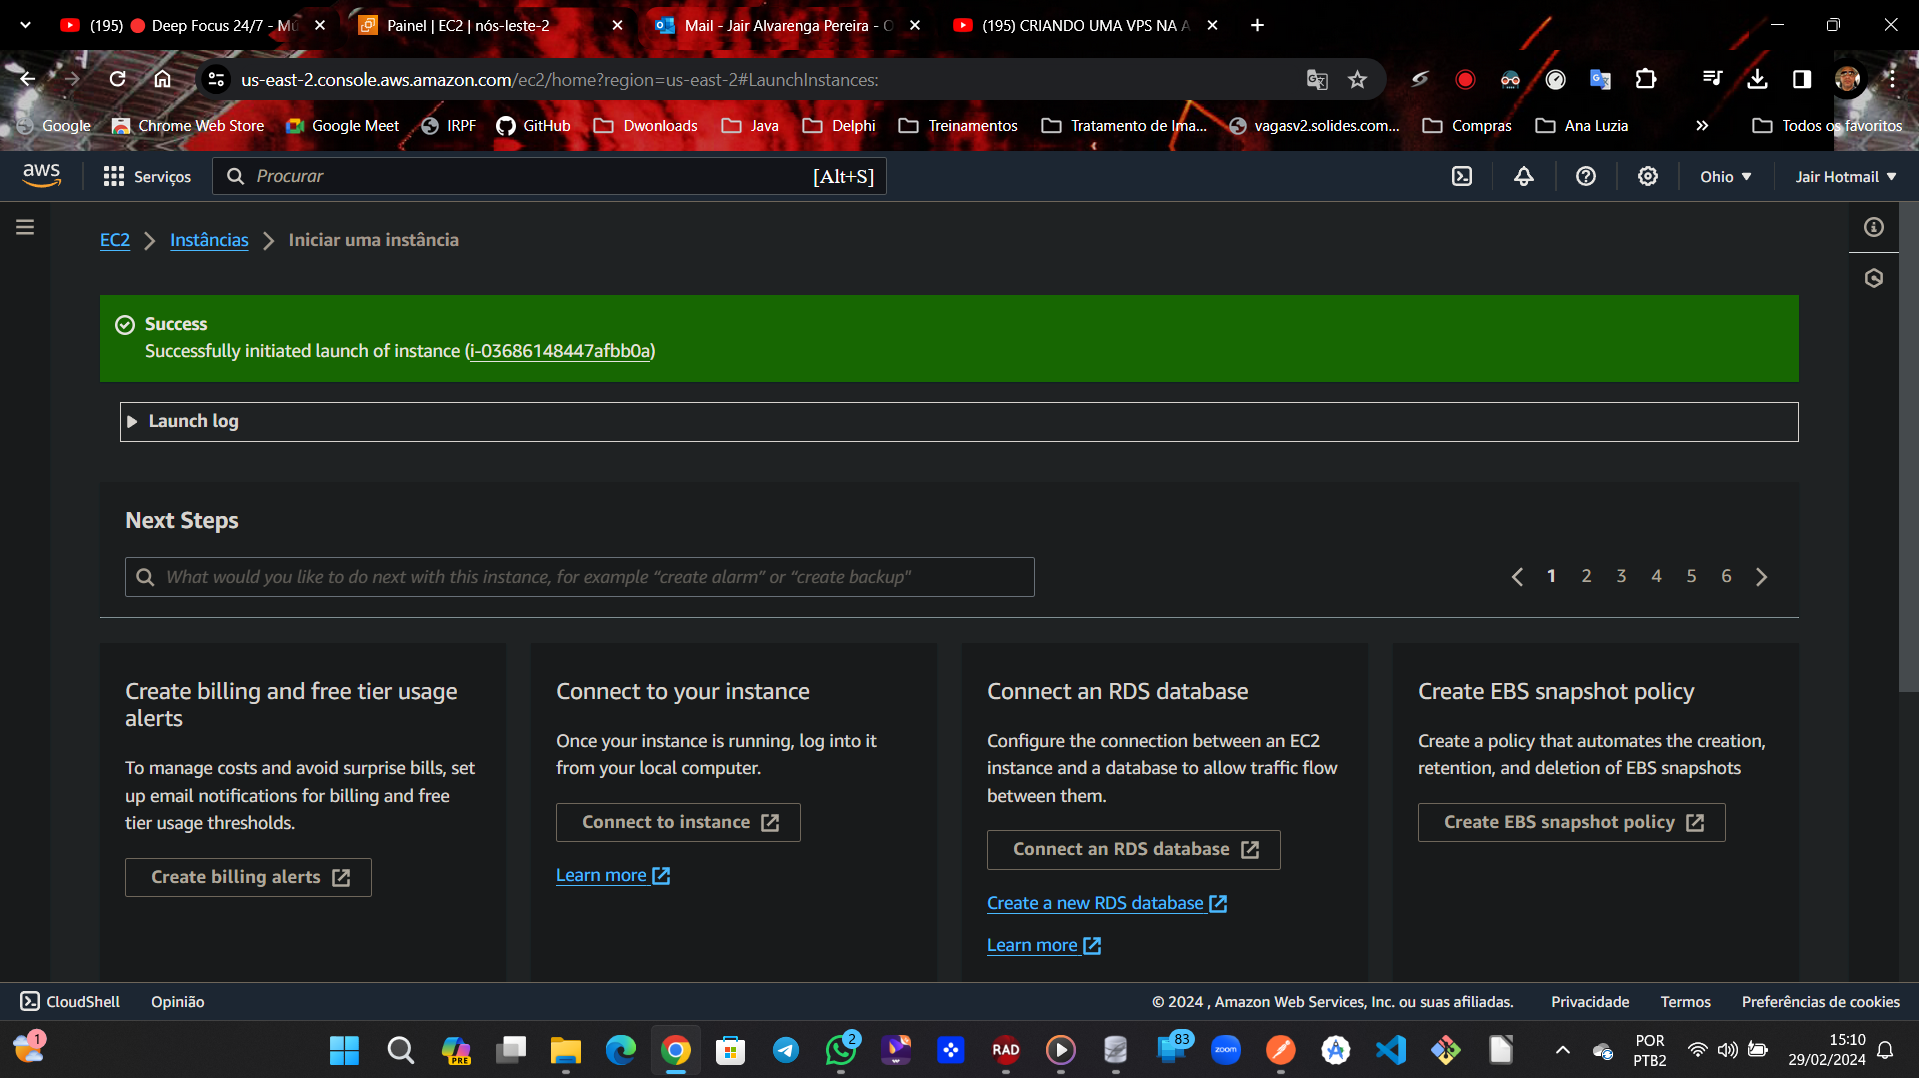 (195) Deep Focus 24/7 - Mú
Painel | EC2 | nós-leste-2
Mail - Jair Alvarenga Pereira - O
(195) CRIANDO UMA VPS NA A
us-east-2.console.aws.amazon.com/ec2/home?region=us-east-2#LaunchInstances:
Google
Chrome Web Store
Google Meet
IRPF
GitHub
Dwonloads
Java
Delphi
Treinamentos
Tratamento de Ima...
vagasv2.solides.com...
Compras
Ana Luzia
Todos os favoritos
aws
Serviços
Procurar
[Alt+S]
Ohio
Jair Hotmail
EC2
Instâncias
Iniciar uma instância
Success
Successfully initiated launch of instance (i-03686148447afbb0a)
Launch log
Next Steps
What would you like to do next with this instance, for example “create alarm” or “create backup"
1 2 3 4 5 6
Create billing and free tier usage
alerts
To manage costs and avoid surprise bills, set
up email notifications for billing and free
tier usage thresholds.
Create billing alerts
Connect to your instance
Once your instance is running, log into it
from your local computer.
Connect to instance
Learn more
Connect an RDS database
Configure the connection between an EC2
instance and a database to allow traffic flow
between them.
Connect an RDS database
Create a new RDS database
Learn more
Create EBS snapshot policy
Create a policy that automates the creation,
retention, and deletion of EBS snapshots
Create EBS snapshot policy
CloudShell
Opinião
© 2024 , Amazon Web Services, Inc. ou suas afiliadas.
Privacidade
Termos
Preferências de cookies
1
PRE
2
RAD
83
zoom
POR
PTB2
15:10
29/02/2024